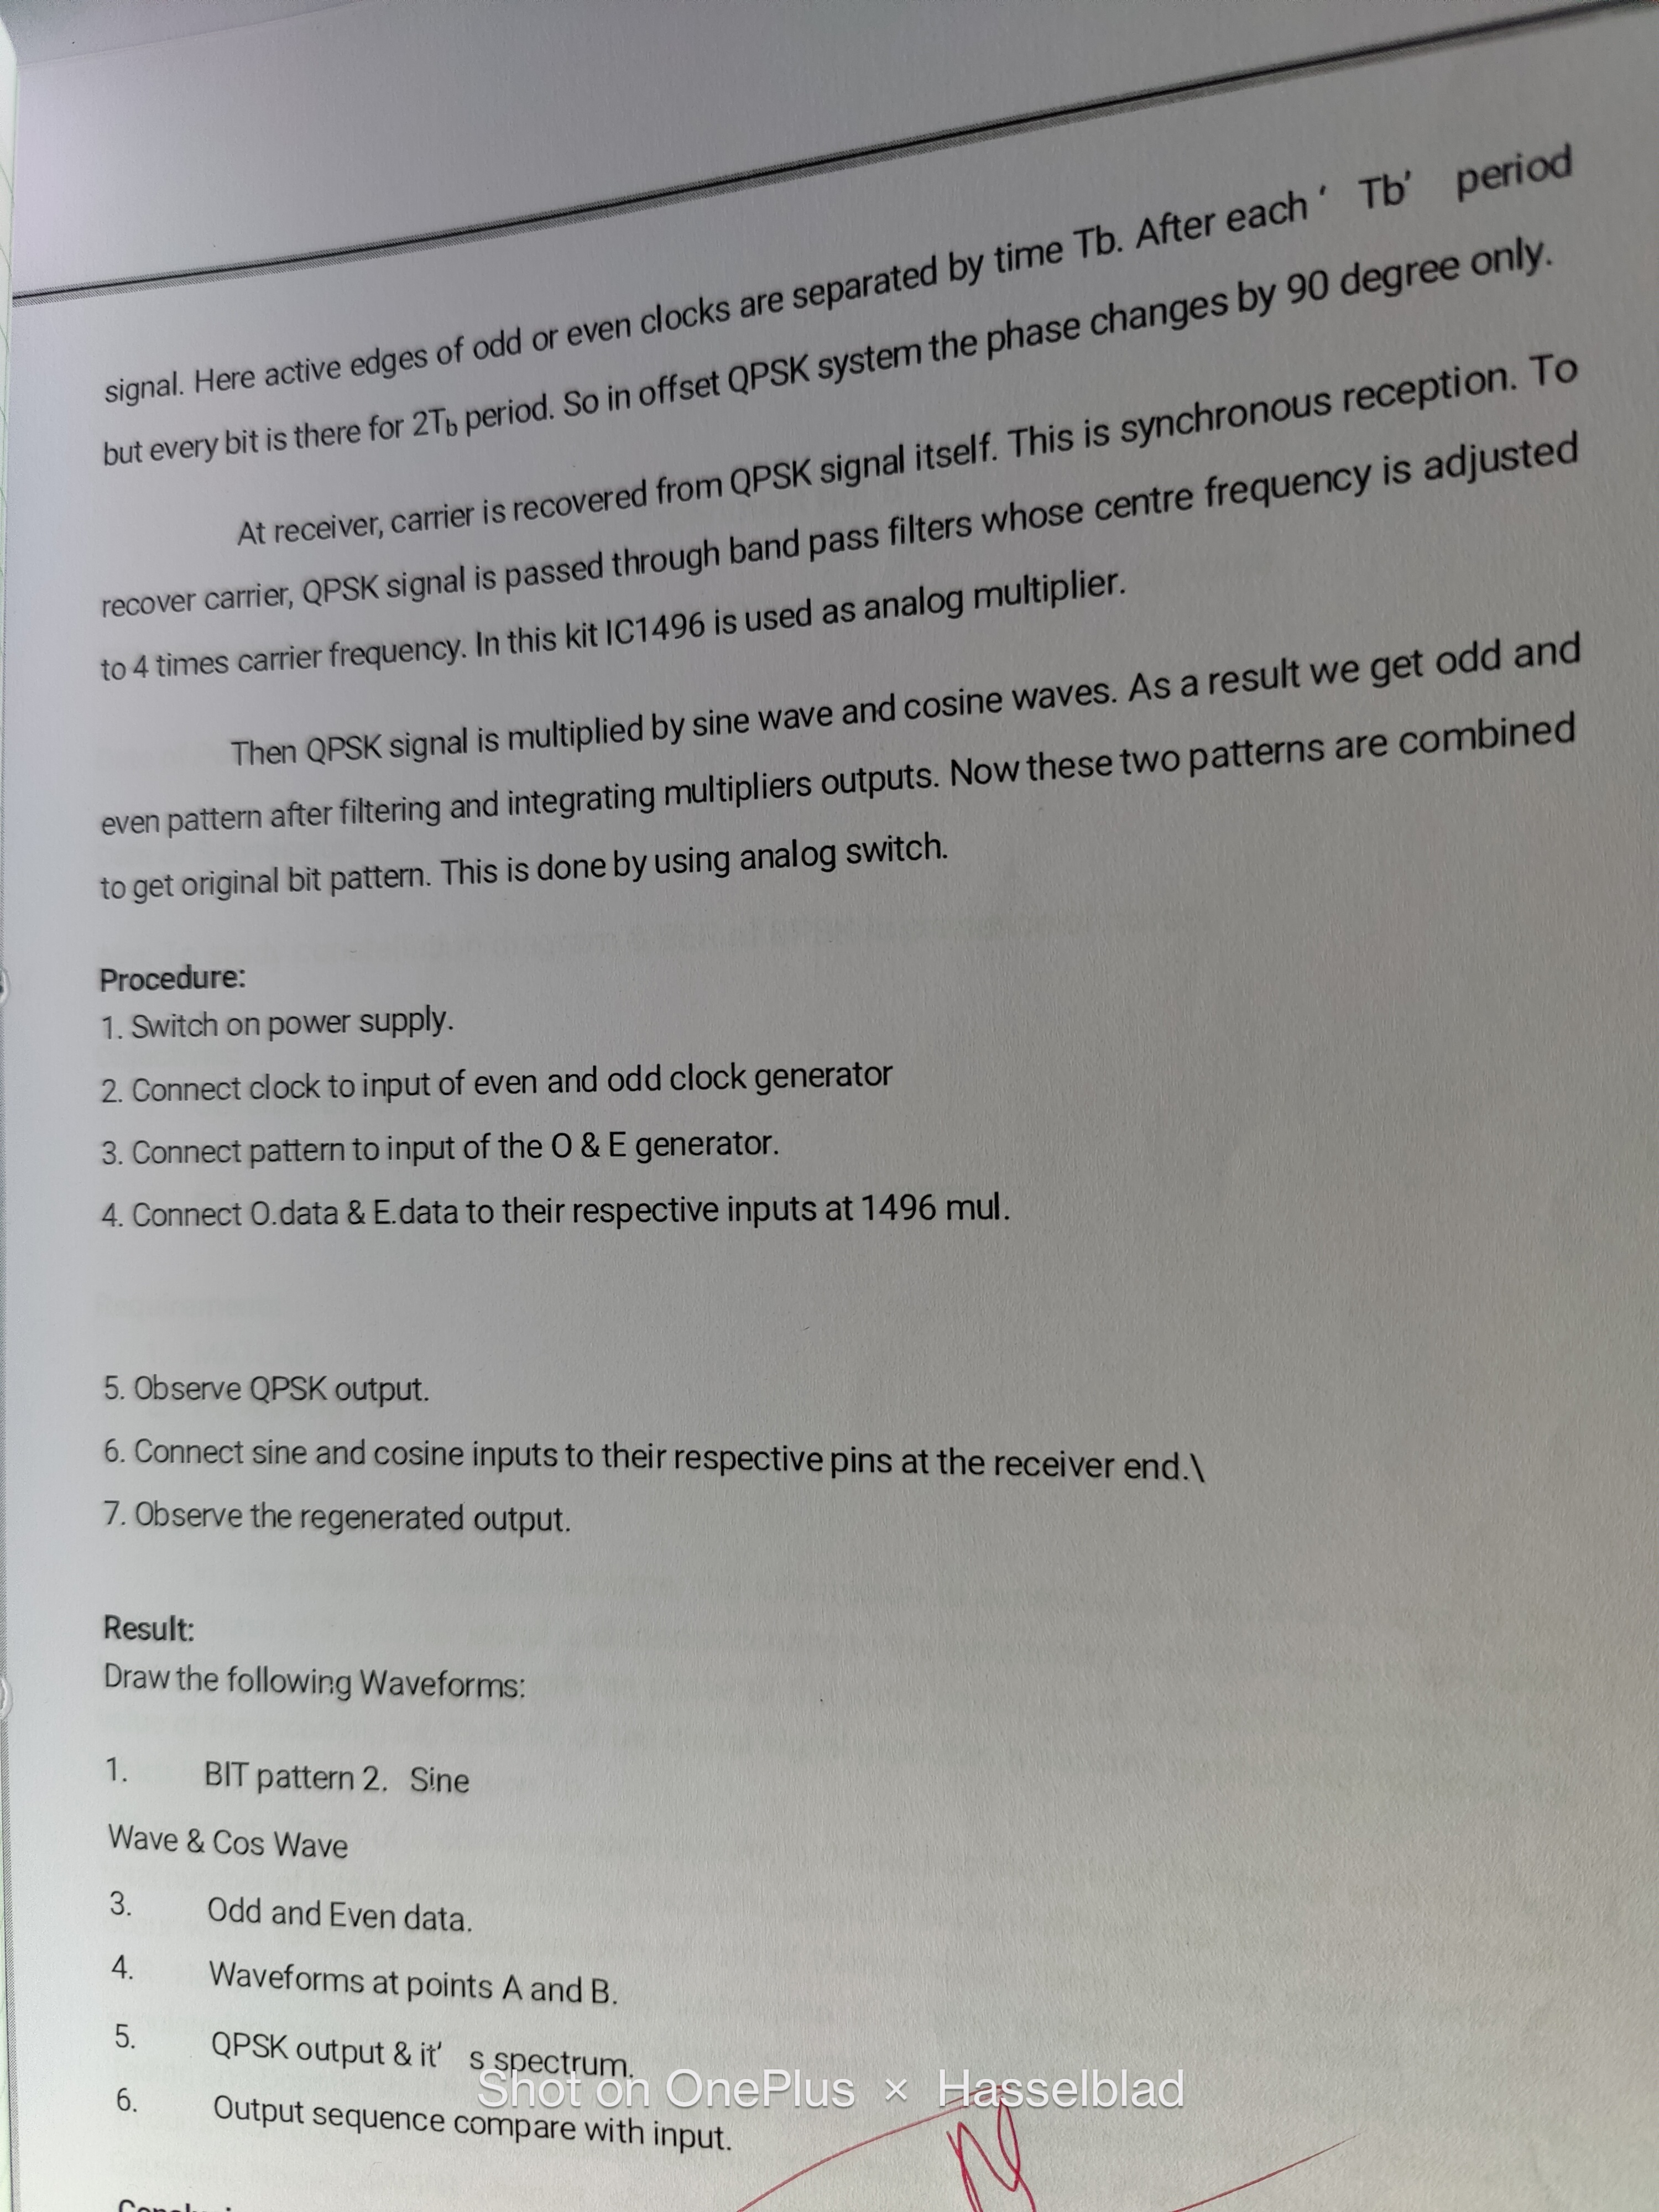 signal. Here active edges of odd or even clocks are separated by time Tb. After each ' Tb' period
but every bit is there for 2Tb period. So in offset QPSK system the phase changes by 90 degree only.
At receiver, carrier is recovered from QPSK signal itself. This is synchronous reception. To
recover carrier, QPSK signal is passed through band pass filters whose centre frequency is adjusted
to 4 times carrier frequency. In this kit IC1496 is used as analog multiplier.
Then QPSK signal is multiplied by sine wave and cosine waves. As a result we get odd and
even pattern after filtering and integrating multipliers outputs. Now these two patterns are combined
to get original bit pattern. This is done by using analog switch.
Procedure:
1. Switch on power supply.
2. Connect clock to input of even and odd clock generator
3. Connect pattern to input of the O & E generator.
4. Connect O.data & E.data to their respective inputs at 1496 mul.
5. Observe QPSK output.
6. Connect sine and cosine inputs to their respective pins at the receiver end.\
7. Observe the regenerated output.
Result:
Draw the following Waveforms:
1. BIT pattern 2. Sine
Wave & Cos Wave
3. Odd and Even data.
4. Waveforms at points A and B.
5. QPSK output & it' s spectrum.
6. Output sequence compare with input.
Shot on OnePlus × Hasselblad